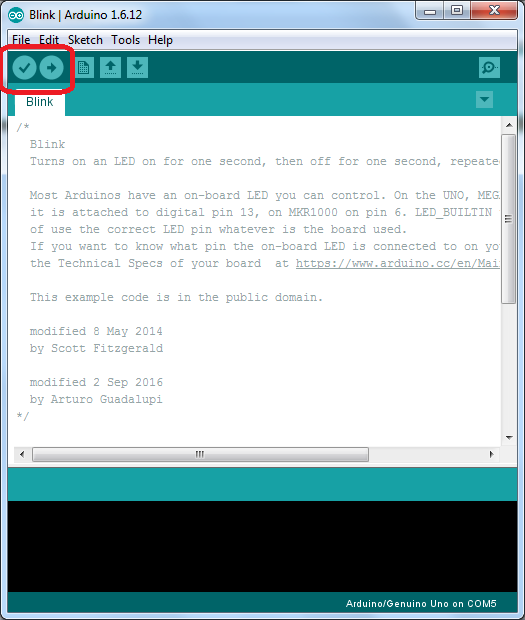 Blink | Arduino 1.6.12
File Edit Sketch Tools Help
Blink
/*
Blink
Turns on an LED on for one second, then off for one second, repeate
Most Arduinos have an on-board LED you can control. On the UNO, MEG
it is attached to digital pin 13, on MKR1000 on pin 6. LED_BUILTIN
of use the correct LED pin whatever is the board used.
If you want to know what pin the on-board LED is connected to on yo
the Technical Specs of your board at https://www.arduino.cc/en/Mai
This example code is in the public domain.
modified 8 May 2014
by Scott Fitzgerald
modified 2 Sep 2016
by Arturo Guadalupi
*/
Arduino/Genuino Uno on COM5